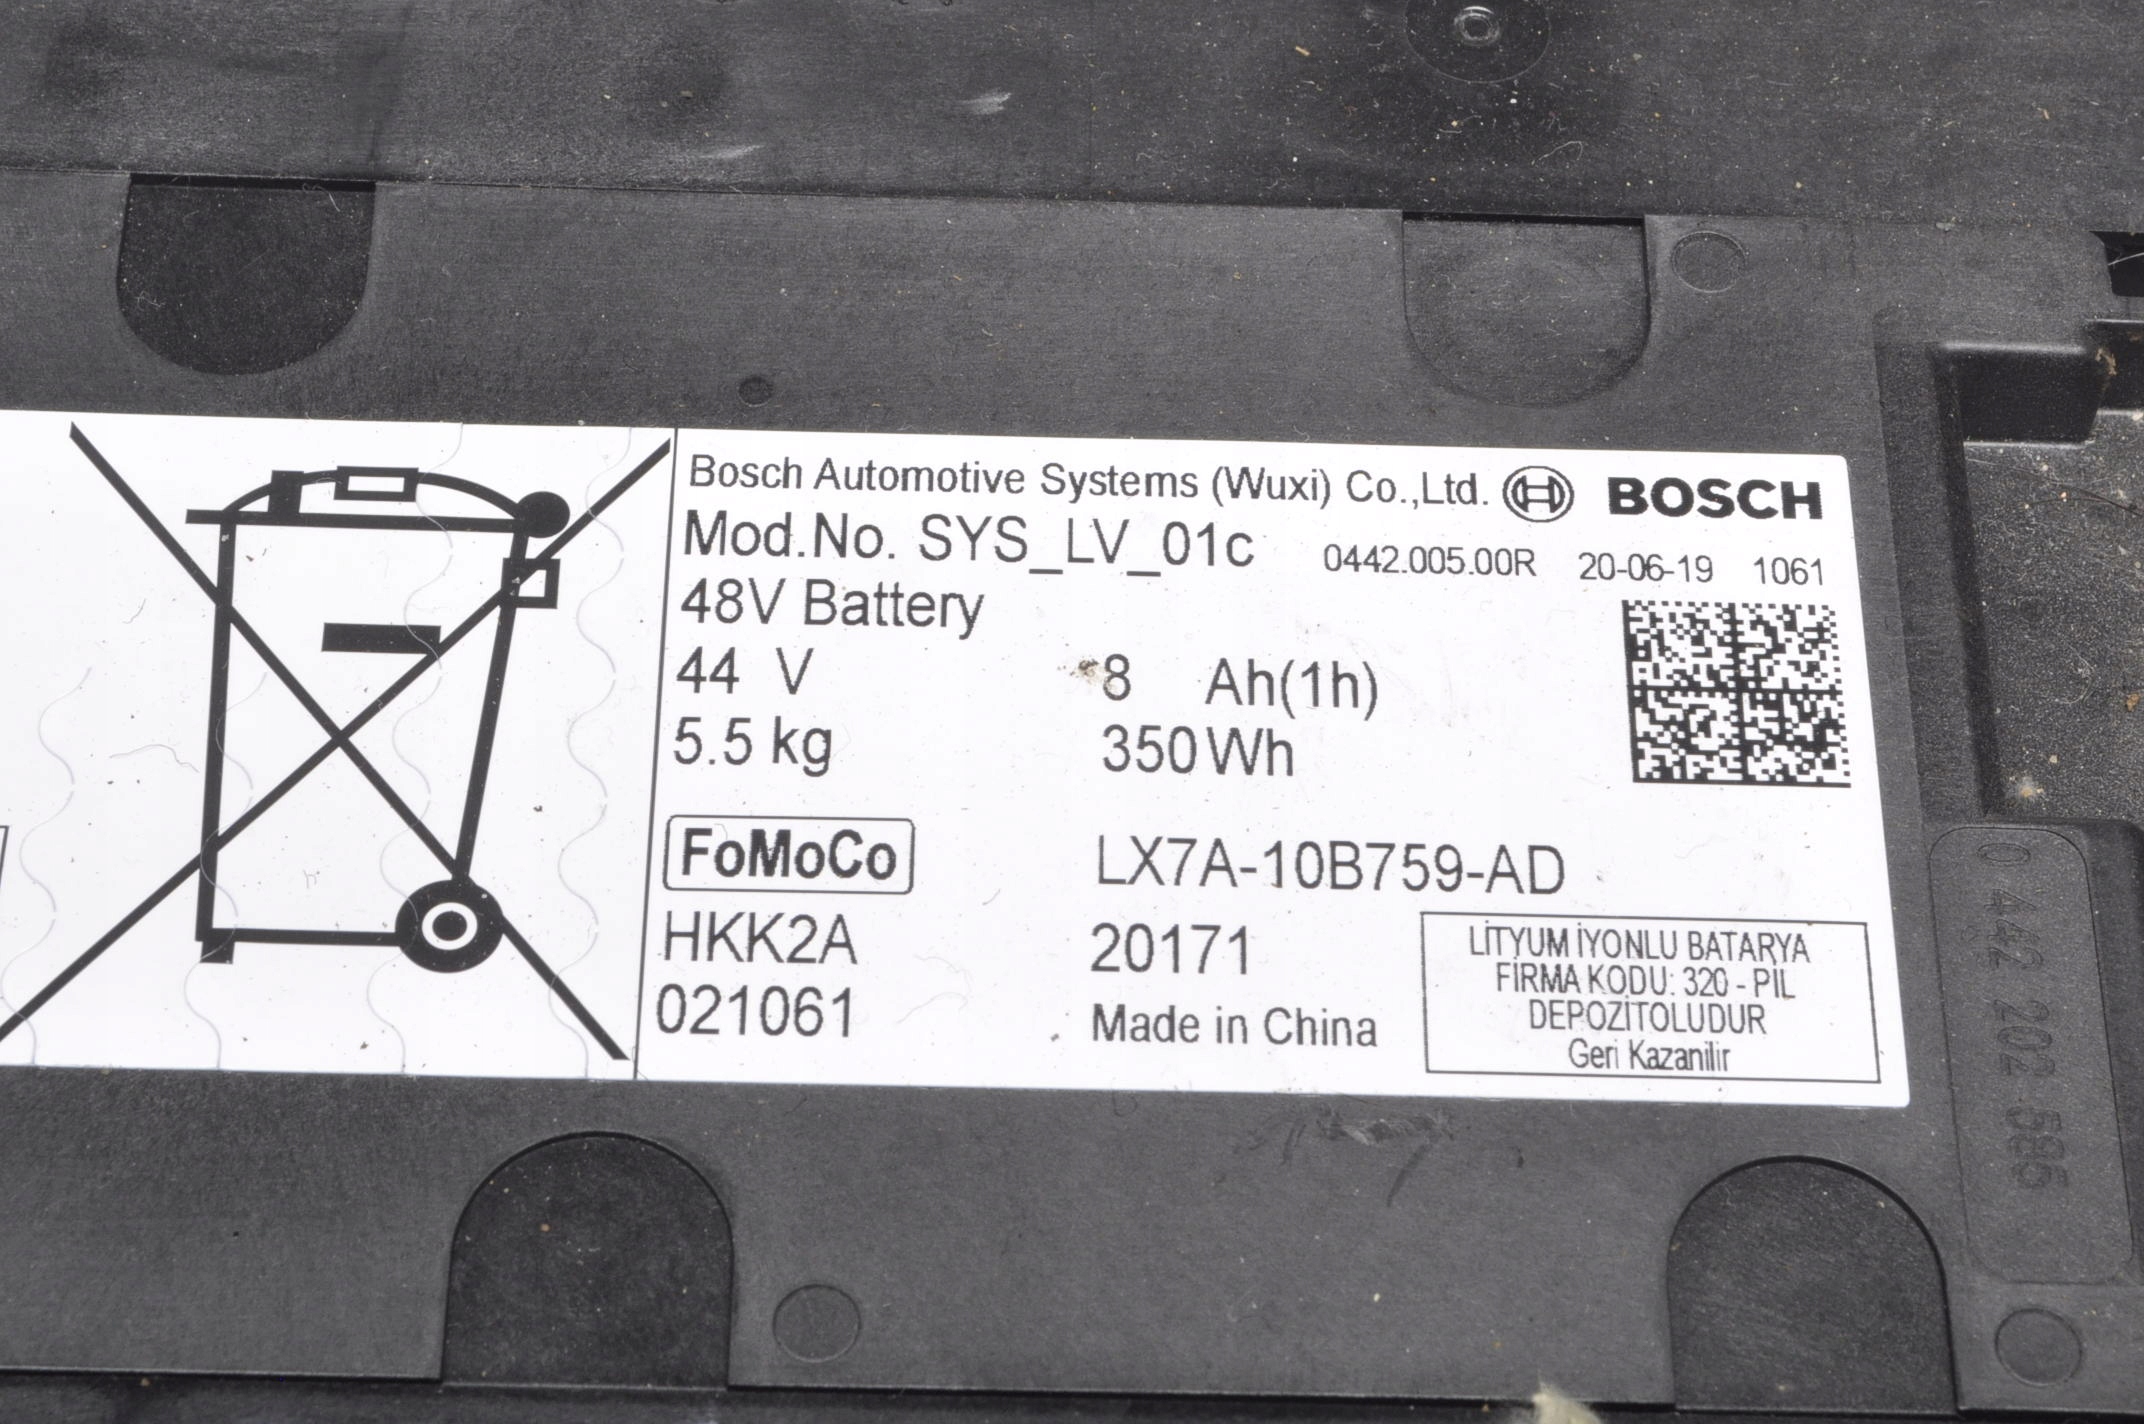 Bosch Automotive Systems (Wuxi) Co.,Ltd. BOSCH
Mod.No. SYS_LV_01c 0442.005.00R 20-06-19 1061
48V Battery
44 V 8 Ah(1h)
5.5 kg 350Wh
FoMoCo LX7A-10B759-AD
HKK2A 20171
021061 Made in China
LİTYUM İYONLU BATARYA
FİRMA KODU: 320 - PİL
DEPOZİTOLUDUR
Geri Kazanilir
0 442 202 585